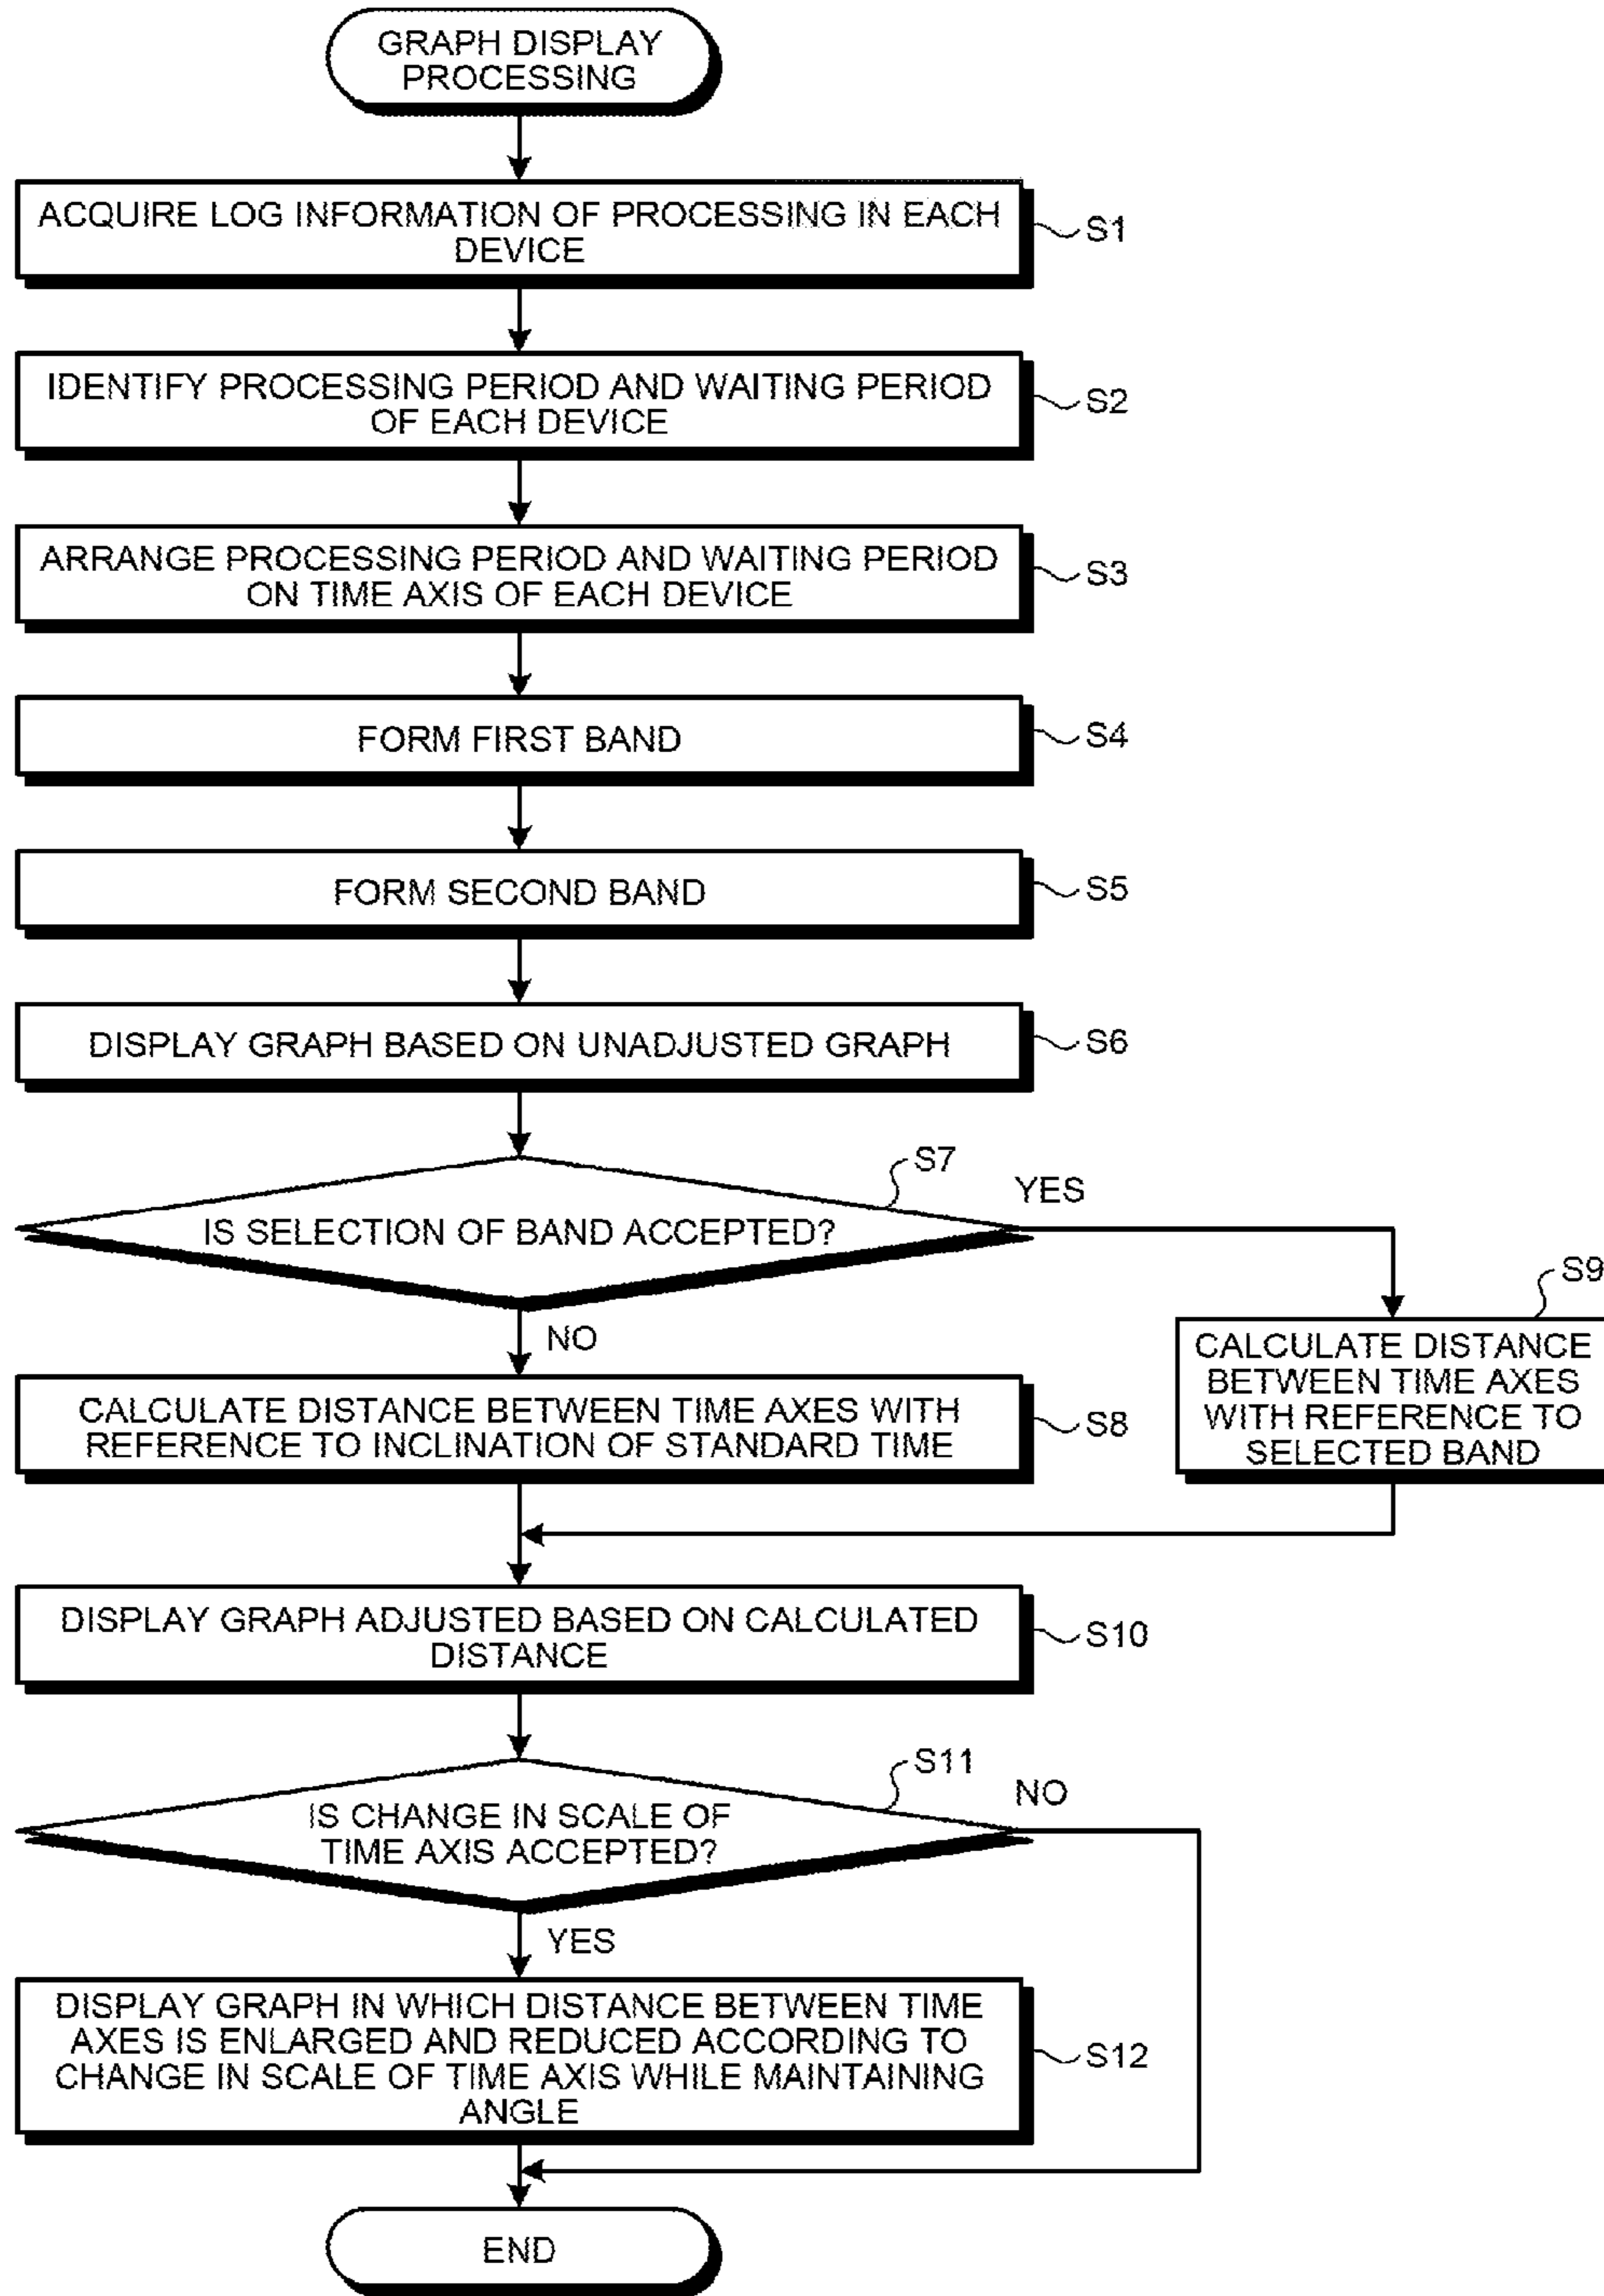 GRAPH DISPLAY
PROCESSING
ACQUIRE LOG INFORMATION OF PROCESSING IN EACH
DEVICE
S1
IDENTIFY PROCESSING PERIOD AND WAITING PERIOD
OF EACH DEVICE
S2
ARRANGE PROCESSING PERIOD AND WAITING PERIOD
ON TIME AXIS OF EACH DEVICE
S3
FORM FIRST BAND
S4
FORM SECOND BAND
S5
DISPLAY GRAPH BASED ON UNADJUSTED GRAPH
S6
S7
YES
IS SELECTION OF BAND ACCEPTED?
NO
S9
CALCULATE DISTANCE
BETWEEN TIME AXES
WITH REFERENCE TO
SELECTED BAND
CALCULATE DISTANCE BETWEEN TIME AXES WITH
REFERENCE TO INCLINATION OF STANDARD TIME
S8
DISPLAY GRAPH ADJUSTED BASED ON CALCULATED
DISTANCE
S10
S11
NO
IS CHANGE IN SCALE OF
TIME AXIS ACCEPTED?
YES
DISPLAY GRAPH IN WHICH DISTANCE BETWEEN TIME
AXES IS ENLARGED AND REDUCED ACCORDING TO
CHANGE IN SCALE OF TIME AXIS WHILE MAINTAINING
ANGLE
S12
END